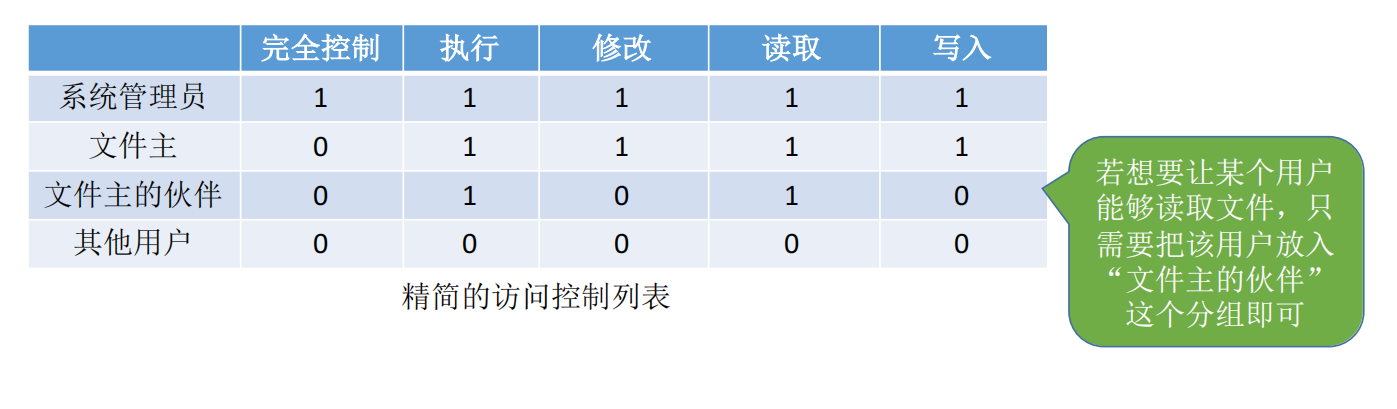 完全控制 执行 修改 读取 写入
系统管理员 1 1 1 1 1
文件主 0 1 1 1 1
文件主的伙伴 0 1 0 1 0
其他用户 0 0 0 0 0
精简的访问控制列表
若想要让某个用户
能够读取文件，只
需要把该用户放入
“文件主的伙伴”
这个分组即可